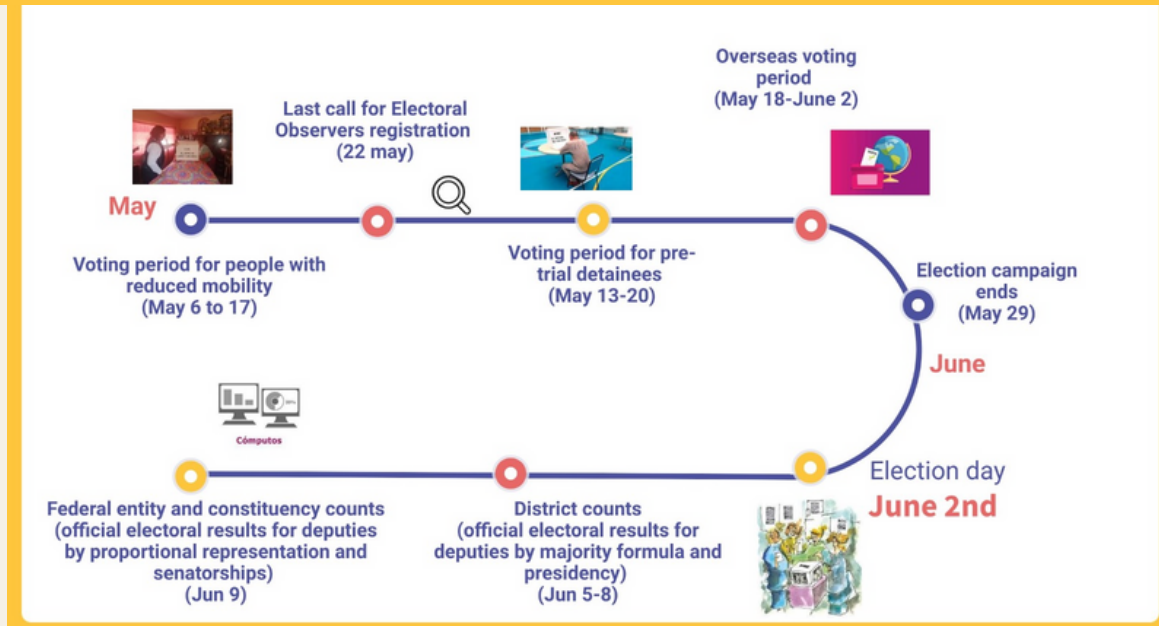 May
Voting period for people with
reduced mobility
(May 6 to 17)
Last call for Electoral
Observers registration
(22 may)
Voting period for pre-
trial detainees
(May 13-20)
Overseas voting
period
(May 18-June 2)
Election campaign
ends
(May 29)
June
Election day
June 2nd
District counts
(official electoral results for
deputies by majority formula and
presidency)
(Jun 5-8)
Cómputos
Federal entity and constituency counts
(official electoral results for deputies
by proportional representation and
senatorships)
(Jun 9)